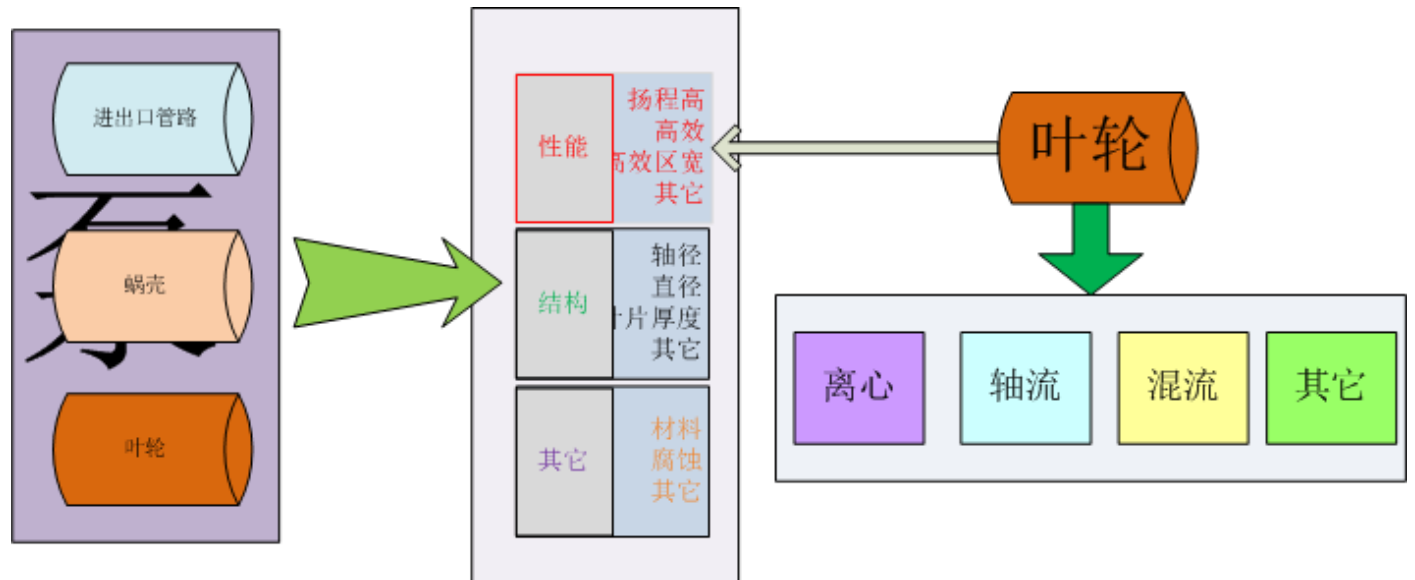 泵
进出口管路
蜗壳
叶轮
性能
扬程高
高效
高效区宽
其它
结构
轴径
直径
叶片厚度
其它
其它
材料
腐蚀
其它
叶轮
离心
轴流
混流
其它